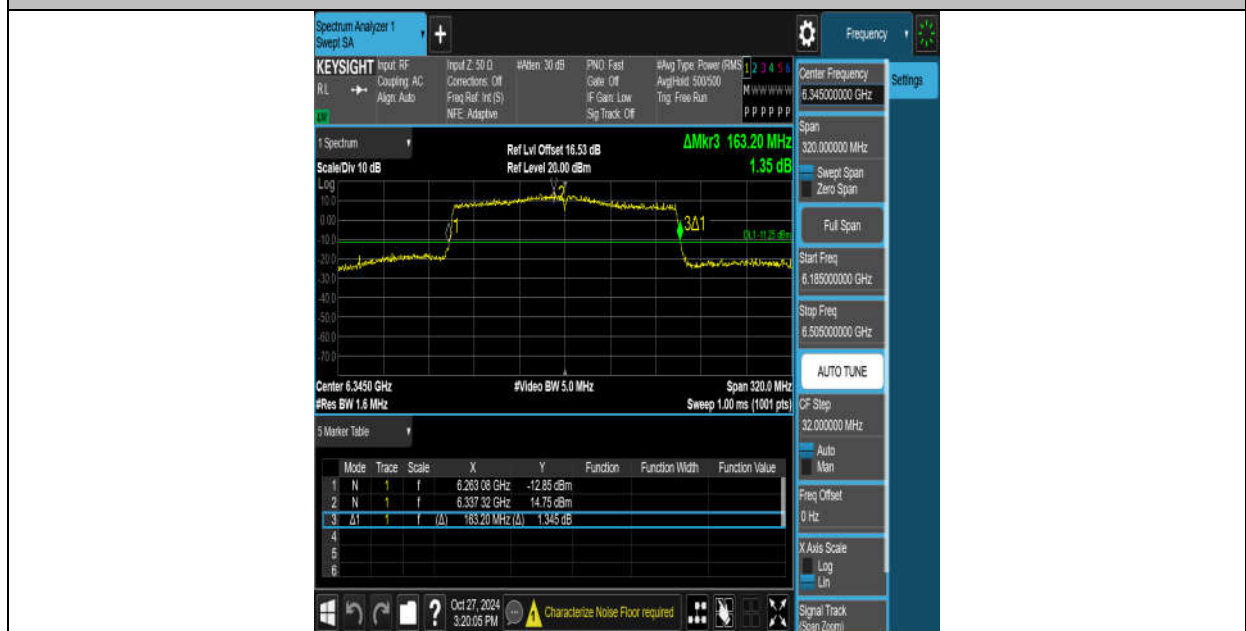 Spectrum Analyzer 1
Swept SA
+
Frequency
KEYSIGHT
Input: RF
Coupling: AC
Align: Auto
Input Z: 50 Ω
Corrections: Off
Freq Ref: Int (S)
NFE: Adaptive
#Atten: 30 dB
PNO: Fast
Gate: Off
IF Gain: Low
Sig Track: Off
#Avg Type: Power (RMS
Avg|Hold: 500/500
Trig: Free Run
1 2 3 4 5 6
M W W W W W
P P P P P P
RL
Center Frequency
6.345000000 GHz
Settings
Span
320.000000 MHz
Swept Span
Zero Span
Full Span
Start Freq
6.185000000 GHz
Stop Freq
6.505000000 GHz
AUTO TUNE
CF Step
32.000000 MHz
Auto
Man
Freq Offset
0 Hz
X Axis Scale
Log
Lin
Signal Track
(Span Zoom)
1 Spectrum
Scale/Div 10 dB
Ref Lvl Offset 16.53 dB
Ref Level 20.00 dBm
ΔMkr3 163.20 MHz
1.35 dB
Log
10.0
0.00
-10.0
-20.0
-30.0
-40.0
-50.0
-60.0
-70.0
1
2
3Δ1
DL1 -11.25 dBm
Center 6.3450 GHz
#Video BW 5.0 MHz
Span 320.0 MHz
#Res BW 1.6 MHz
Sweep 1.00 ms (1001 pts)
5 Marker Table
Mode Trace Scale X Y Function Function Width Function Value
1 N 1 f 6.263 08 GHz -12.85 dBm
2 N 1 f 6.337 32 GHz 14.75 dBm
3 Δ1 1 f (Δ) 163.20 MHz (Δ) 1.345 dB
4
5
6
?
Oct 27, 2024
3:20:05 PM
Characterize Noise Floor required